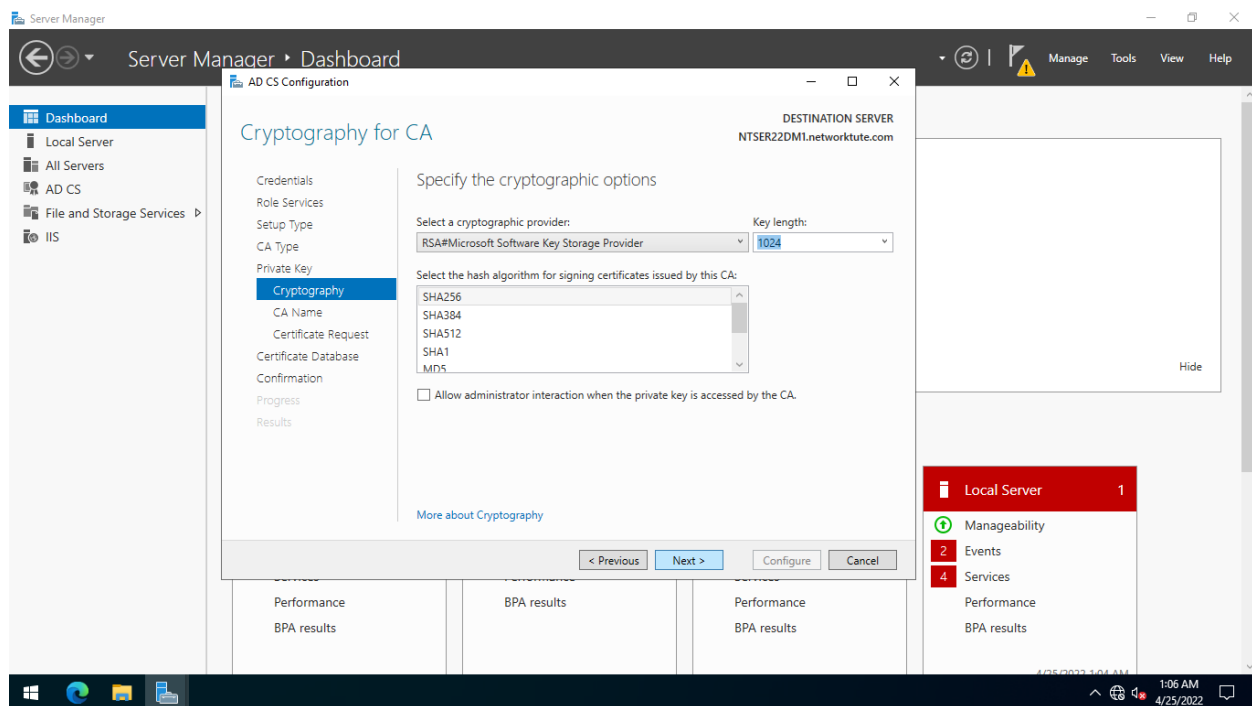 Server Manager
Server Manager • Dashboard
Manage Tools View Help
Dashboard
Local Server
All Servers
AD CS
File and Storage Services
IIS
AD CS Configuration
Cryptography for CA
DESTINATION SERVER
NTSER22DM1.networktute.com
Credentials
Role Services
Setup Type
CA Type
Private Key
Cryptography
CA Name
Certificate Request
Certificate Database
Confirmation
Progress
Results
Specify the cryptographic options
Select a cryptographic provider:
Key length:
RSA#Microsoft Software Key Storage Provider
1024
Select the hash algorithm for signing certificates issued by this CA:
SHA256
SHA384
SHA512
SHA1
MD5
Allow administrator interaction when the private key is accessed by the CA.
More about Cryptography
< Previous
Next >
Configure
Cancel
Hide
Performance
BPA results
BPA results
Performance
BPA results
Local Server 1
Manageability
2 Events
4 Services
Performance
BPA results
4/25/2022 1:04 AM
1:06 AM
4/25/2022